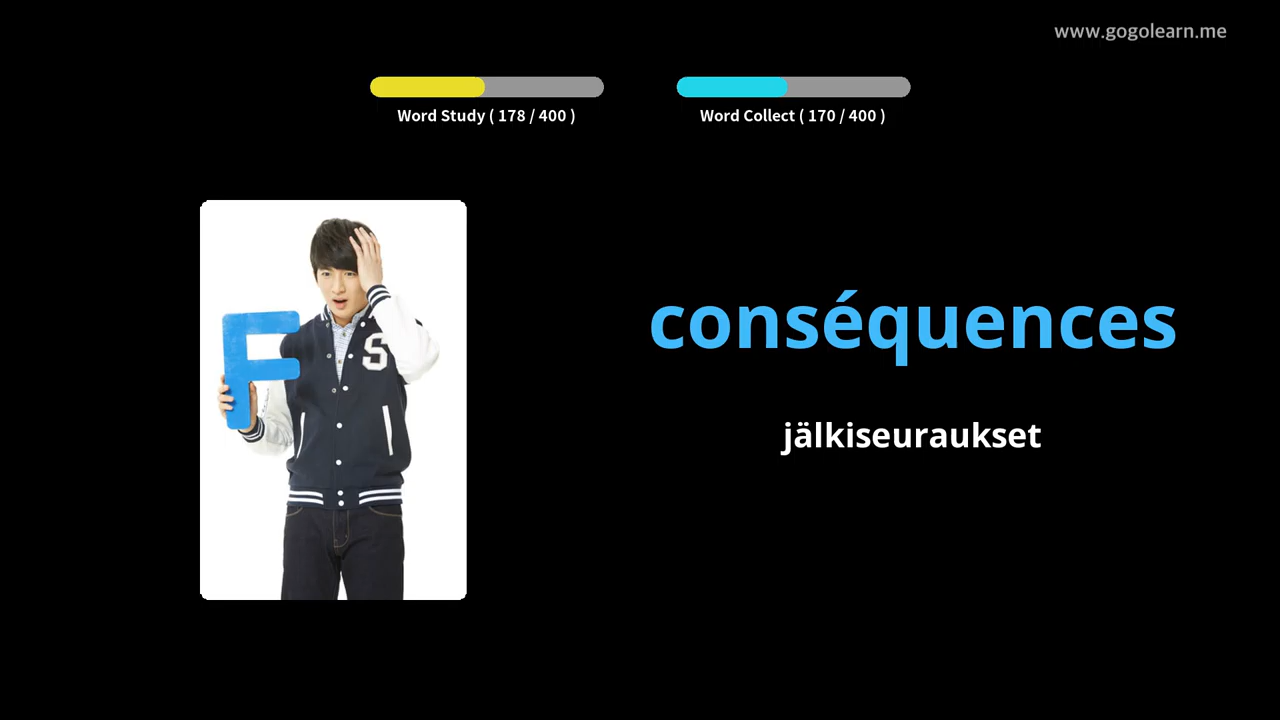 www.gogolearn.me
Word Study ( 178 / 400 )
Word Collect ( 170 / 400 )
F
S
conséquences
jälkiseuraukset